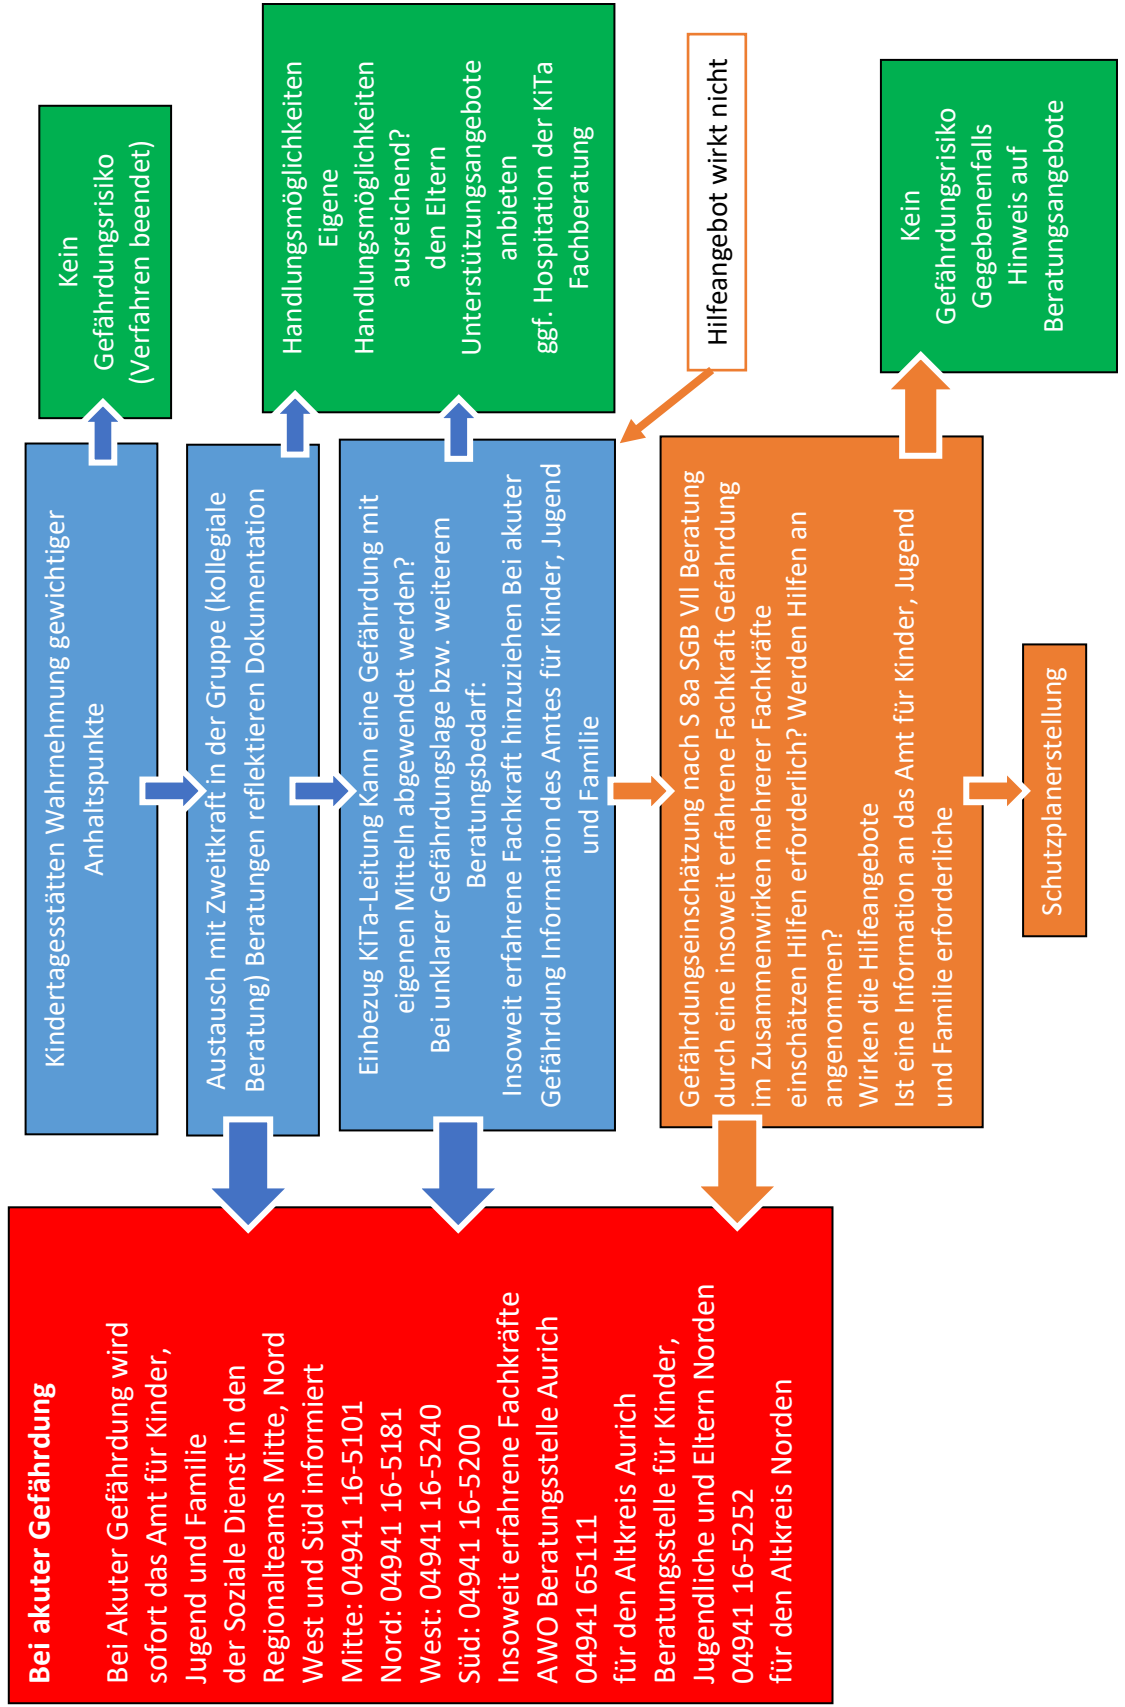 Bei akuter Gefährdung
Bei Akuter Gefährdung wird
sofort das Amt für Kinder,
Jugend und Familie
der Soziale Dienst in den
Regionalteams Mitte, Nord
West und Süd informiert
Mitte: 04941 16-5101
Nord: 04941 16-5181
West: 04941 16-5240
Süd: 04941 16-5200
Insoweit erfahrene Fachkräfte
AWO Beratungsstelle Aurich
04941 65111
für den Altkreis Aurich
Beratungsstelle für Kinder,
Jugendliche und Eltern Norden
04941 16-5252
für den Altkreis Norden
Kindertagesstätten Wahrnehmung gewichtiger
Anhaltspunkte
Kein
Gefährdungsrisiko
(Verfahren beendet)
Austausch mit Zweitkraft in der Gruppe (kollegiale
Beratung) Beratungen reflektieren Dokumentation
Handlungsmöglichkeiten
Eigene
Handlungsmöglichkeiten
ausreichend?
den Eltern
Unterstützungsangebote
anbieten
ggf. Hospitation der KiTa
Fachberatung
Einbezug KiTa-Leitung Kann eine Gefährdung mit
eigenen Mitteln abgewendet werden?
Bei unklarer Gefährdungslage bzw. weiterem
Beratungsbedarf:
Insoweit erfahrene Fachkraft hinzuziehen Bei akuter
Gefährdung Information des Amtes für Kinder, Jugend
und Familie
Hilfeangebot wirkt nicht
Gefährdungseinschätzung nach S 8a SGB VIl Beratung
durch eine insoweit erfahrene Fachkraft Gefahrdung
im Zusammenwirken mehrerer Fachkräfte
einschätzen Hilfen erforderlich? Werden Hilfen an
angenommen?
Wirken die Hilfeangebote
Ist eine Information an das Amt für Kinder, Jugend
und Familie erforderliche
Kein
Gefährdungsrisiko
Gegebenenfalls
Hinweis auf
Beratungsangebote
Schutzplanerstellung